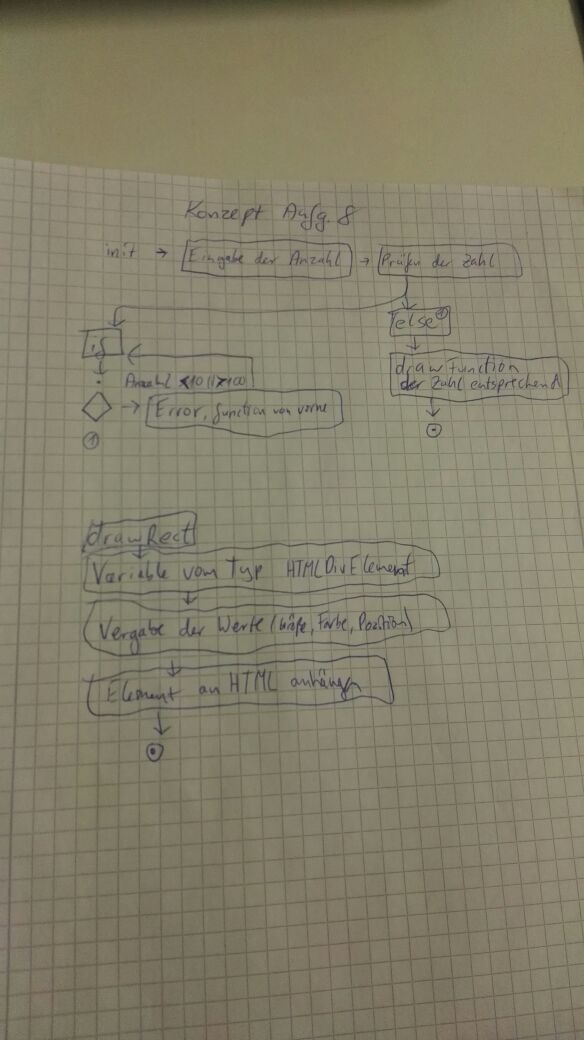 Konzept Aufg. 8
init → Eingabe der Anzahl → Prüfen der Zahl
if
else ①
Anzahl <10 || >100
drawFunction
der Zahl entsprechend
Error, function von vorne
①
drawRect
Variable vom Typ HTMLDivElement
Vergabe der Werte (Größe, Farbe, Position)
Element an HTML anhängen